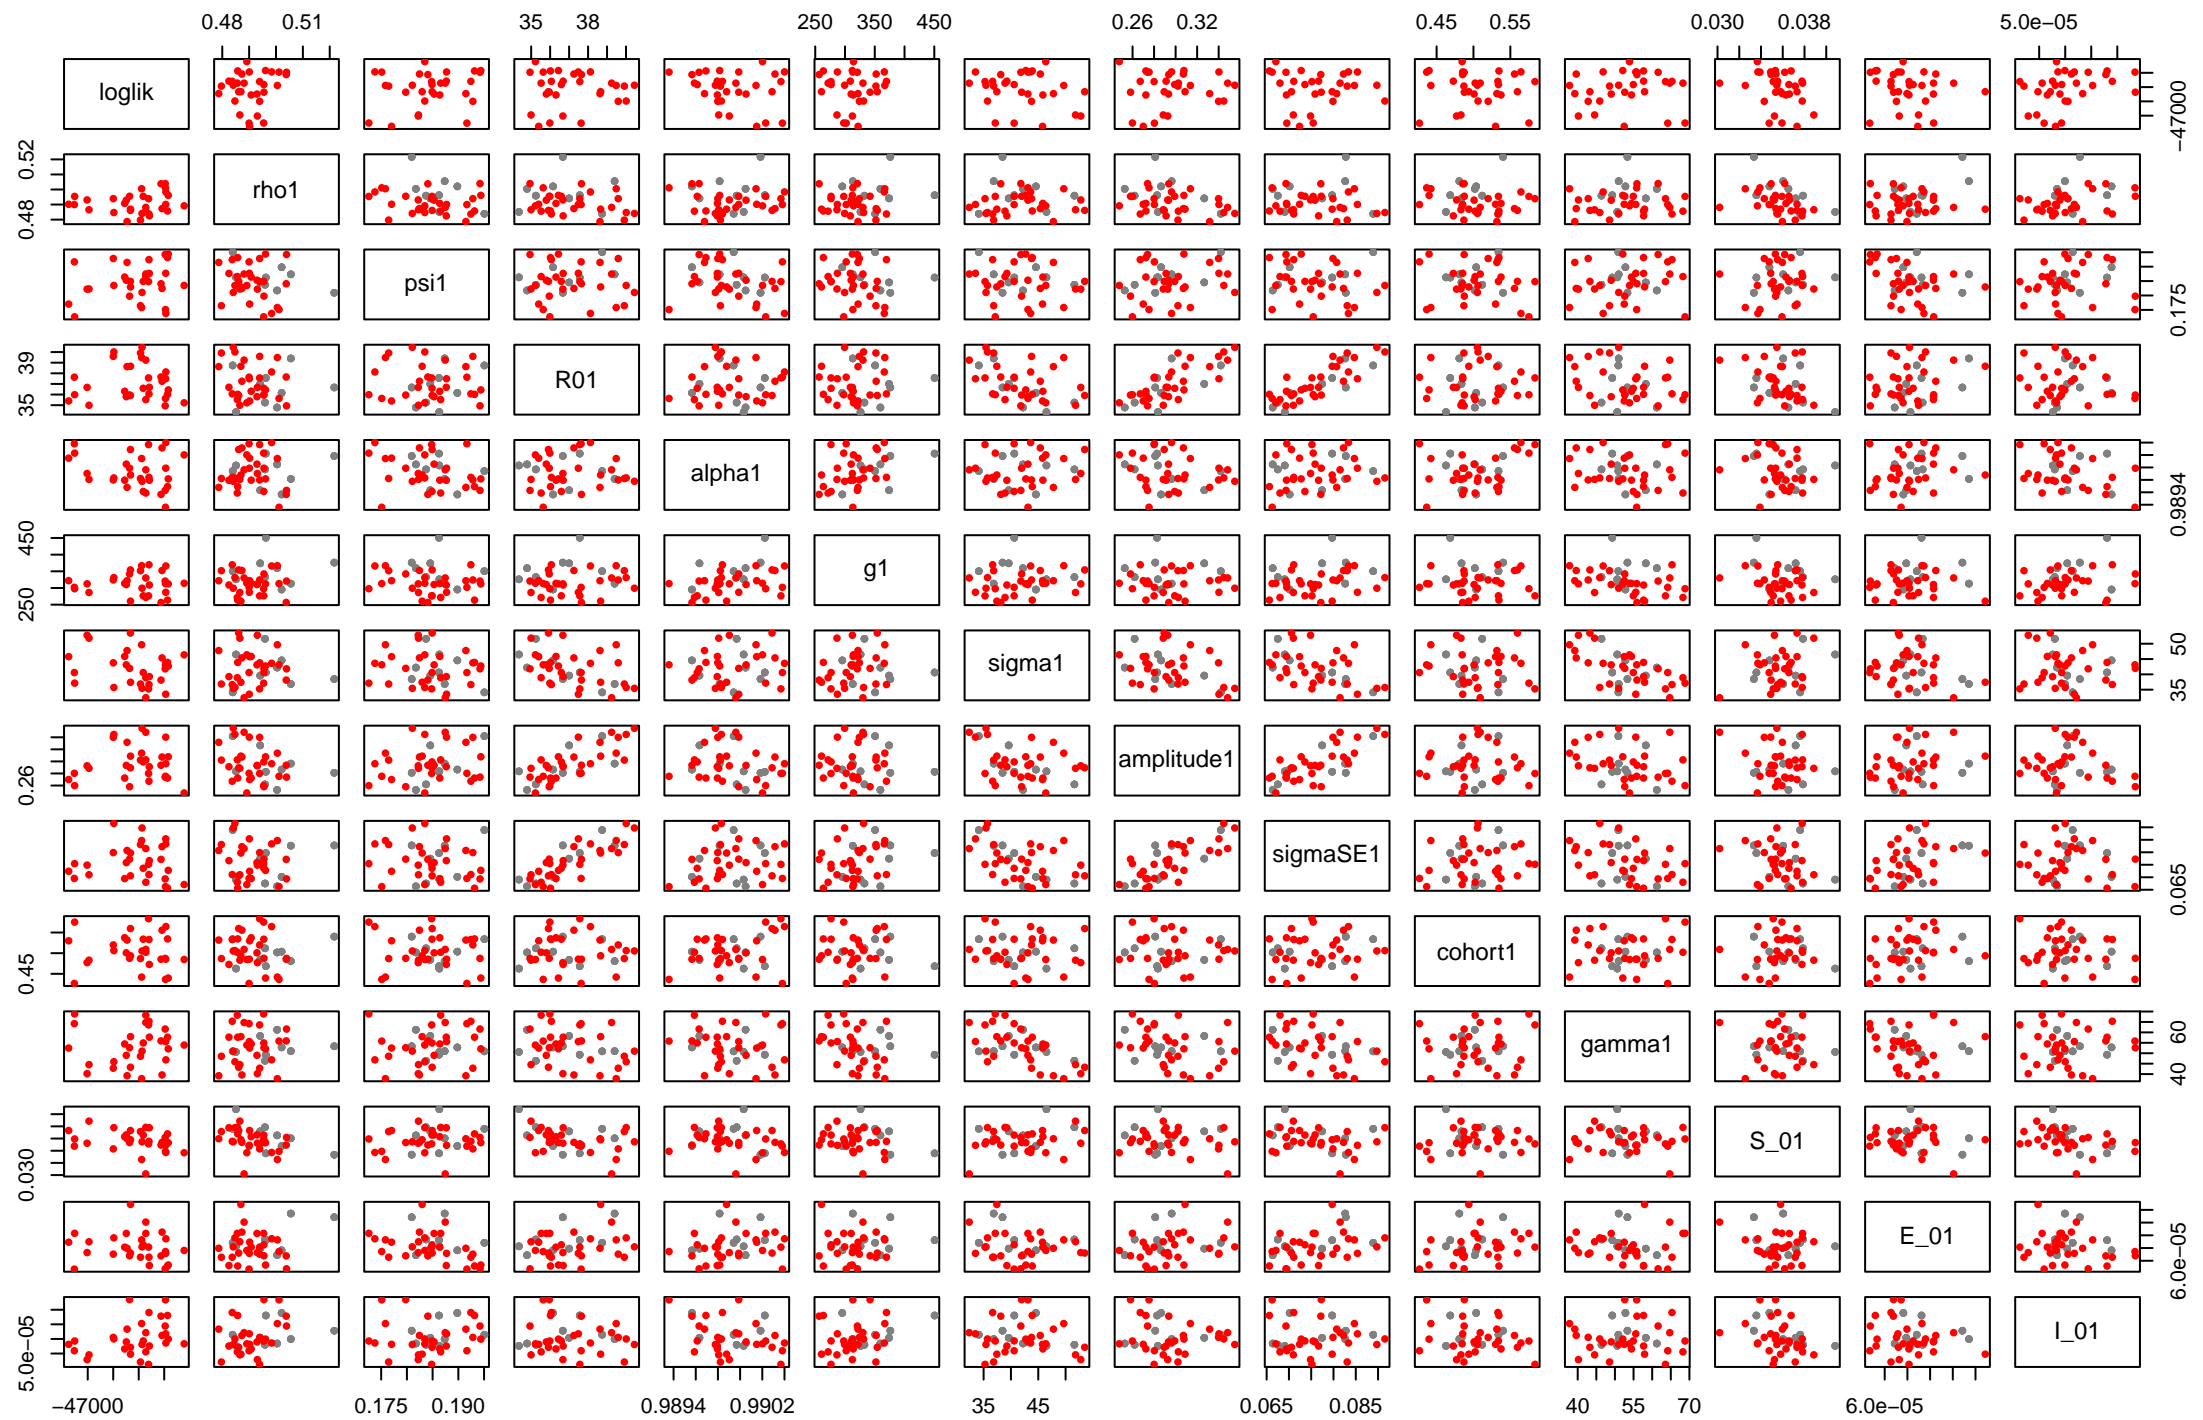 0.48 0.51 35 38 250 350 450 0.26 0.32 0.45 0.55 0.030 0.038 5.0e−05
loglik
−47000
0.52
0.48
rho1
psi1
0.175
39
35
R01
alpha1
0.9894
450
250
g1
sigma1
50
35
0.26
amplitude1
sigmaSE1
0.065
0.45
cohort1
gamma1
60
40
0.030
S_01
E_01
6.0e−05
5.0e−05
I_01
−47000 0.175 0.190 0.9894 0.9902 35 45 0.065 0.085 40 55 70 6.0e−05